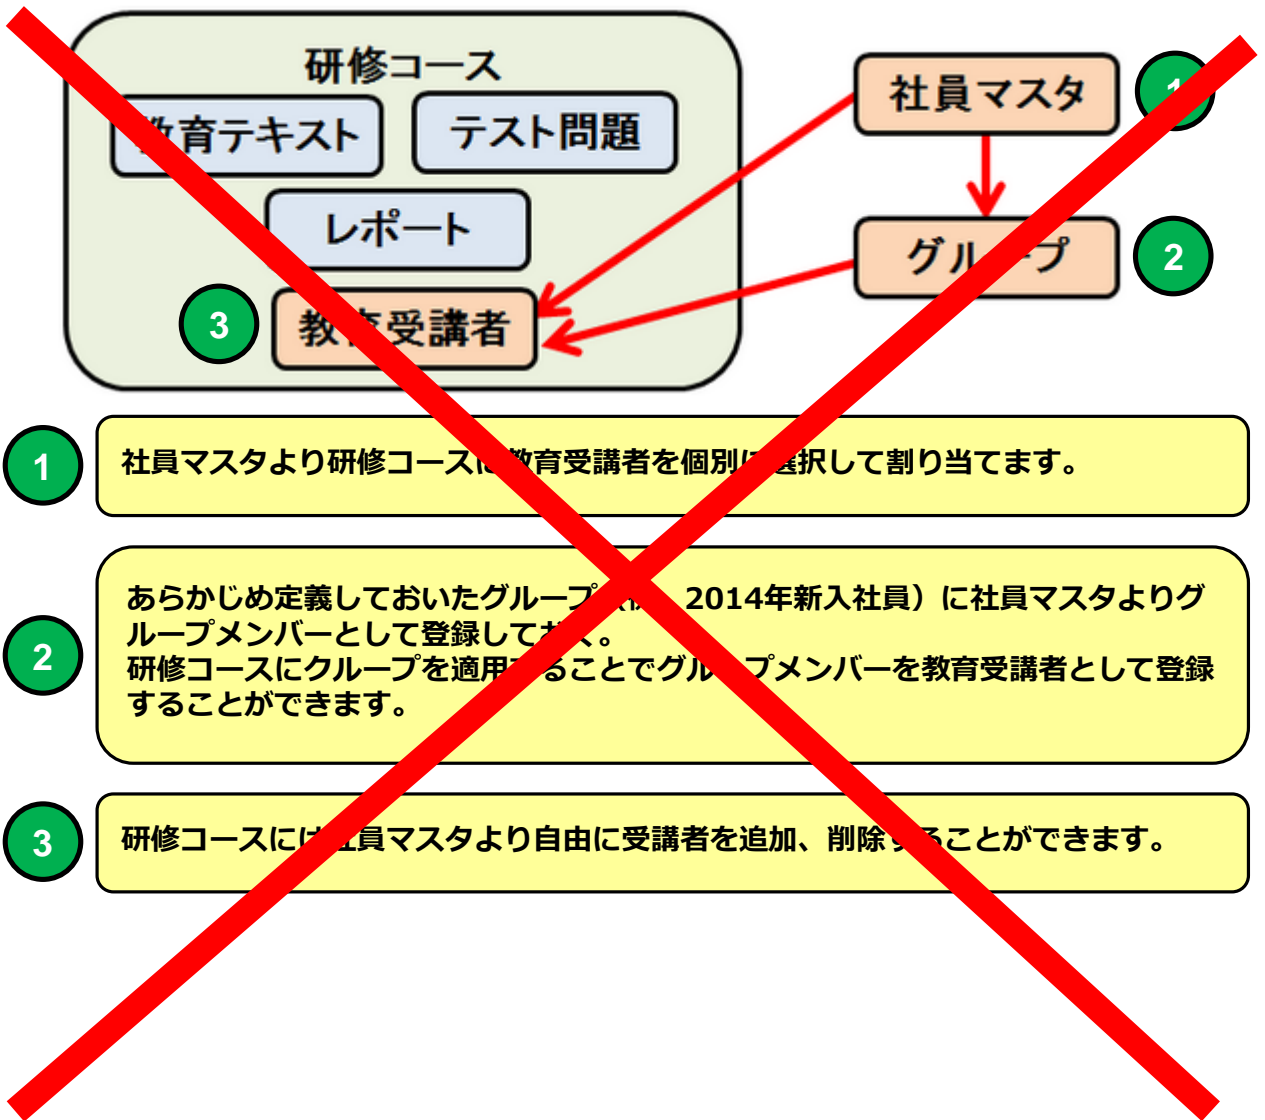 研修コース
育テキスト
テスト問題
レポート
3
教受講者
社員マスタ
グル
プ
2
1
社員マスタより研修コース 教育受講者を個別 選択して割り当てます。
2
あらかじめ定義しておいたグループ 2014年新入社員）に社員マスタよりグ
ループメンバーとして登録して 。
研修コースにクループを適用 ることでグル プメンバーを教育受講者として登録
することができます。
3
研修コースに 員マスタより自由に受講者を追加、削除 ことができます。